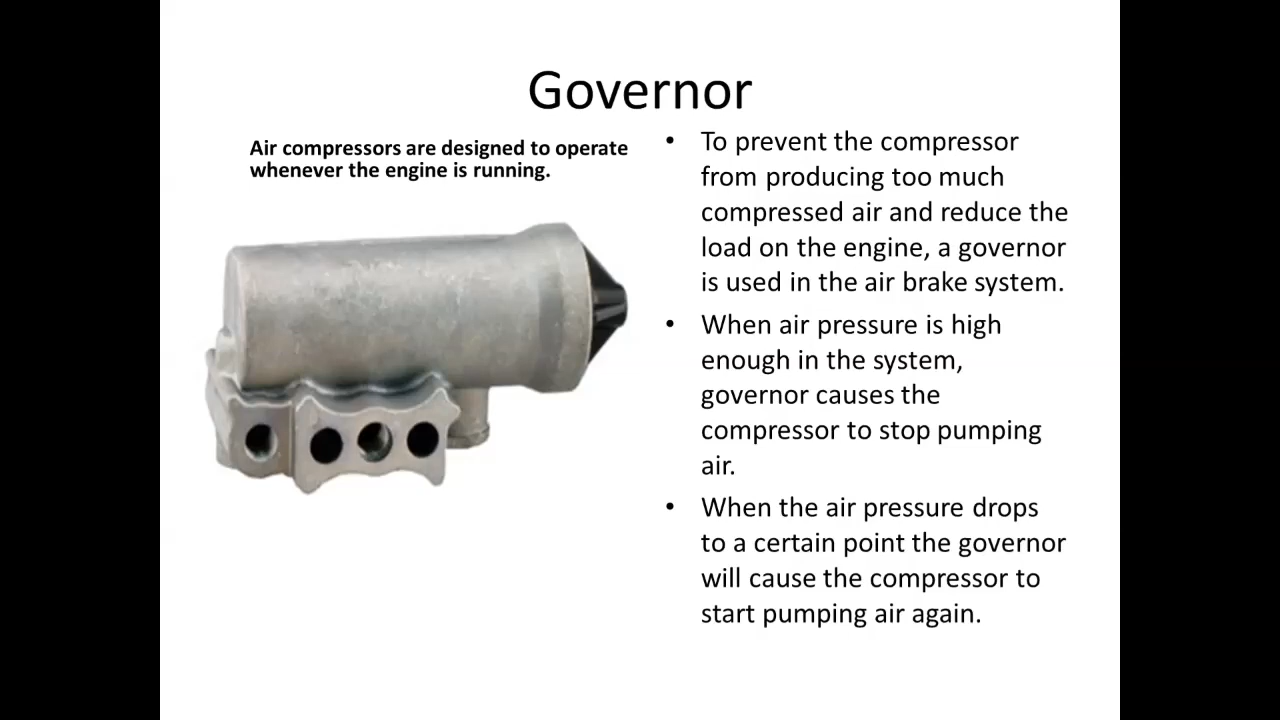 Governor
Air compressors are designed to operate
whenever the engine is running.
• To prevent the compressor
from producing too much
compressed air and reduce the
load on the engine, a governor
is used in the air brake system.
• When air pressure is high
enough in the system,
governor causes the
compressor to stop pumping
air.
• When the air pressure drops
to a certain point the governor
will cause the compressor to
start pumping air again.